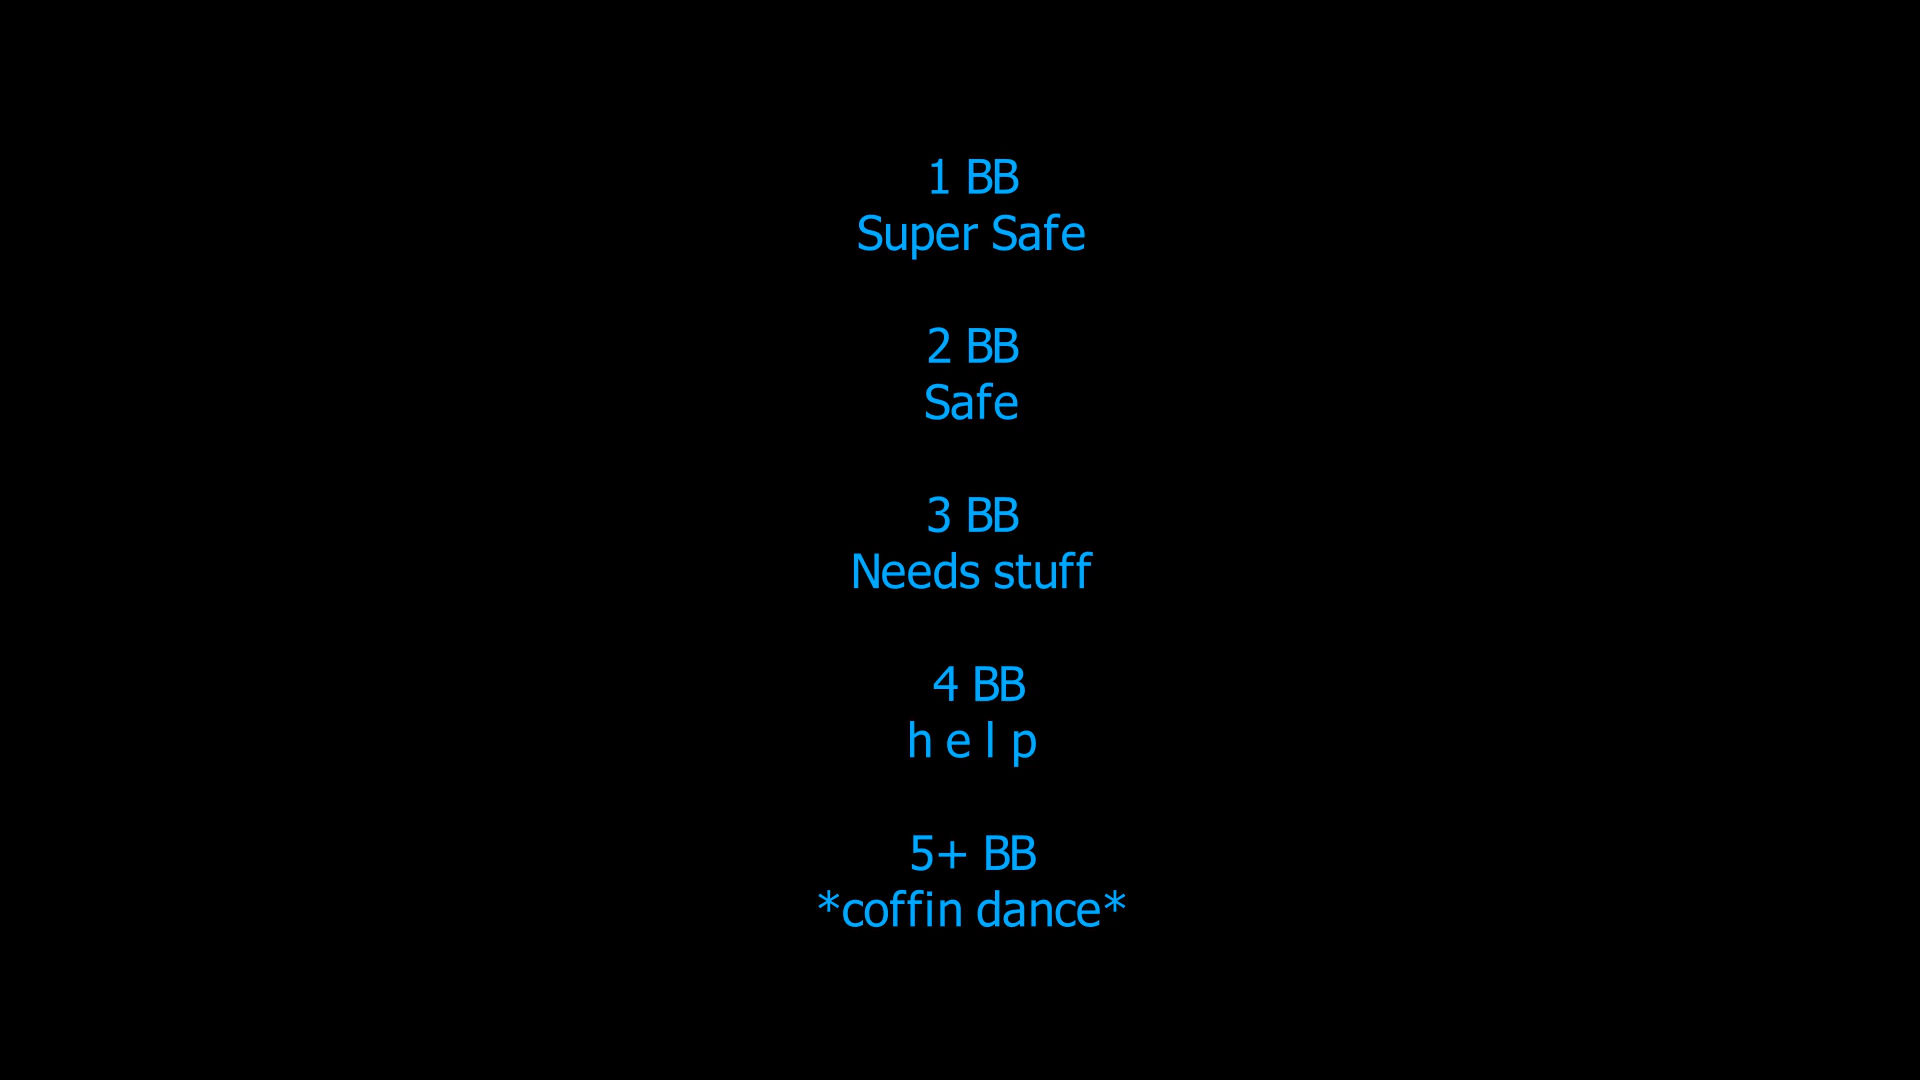 1 BB
Super Safe
2 BB
Safe
3 BB
Needs stuff
4 BB
h e l p
5+ BB
*coffin dance*